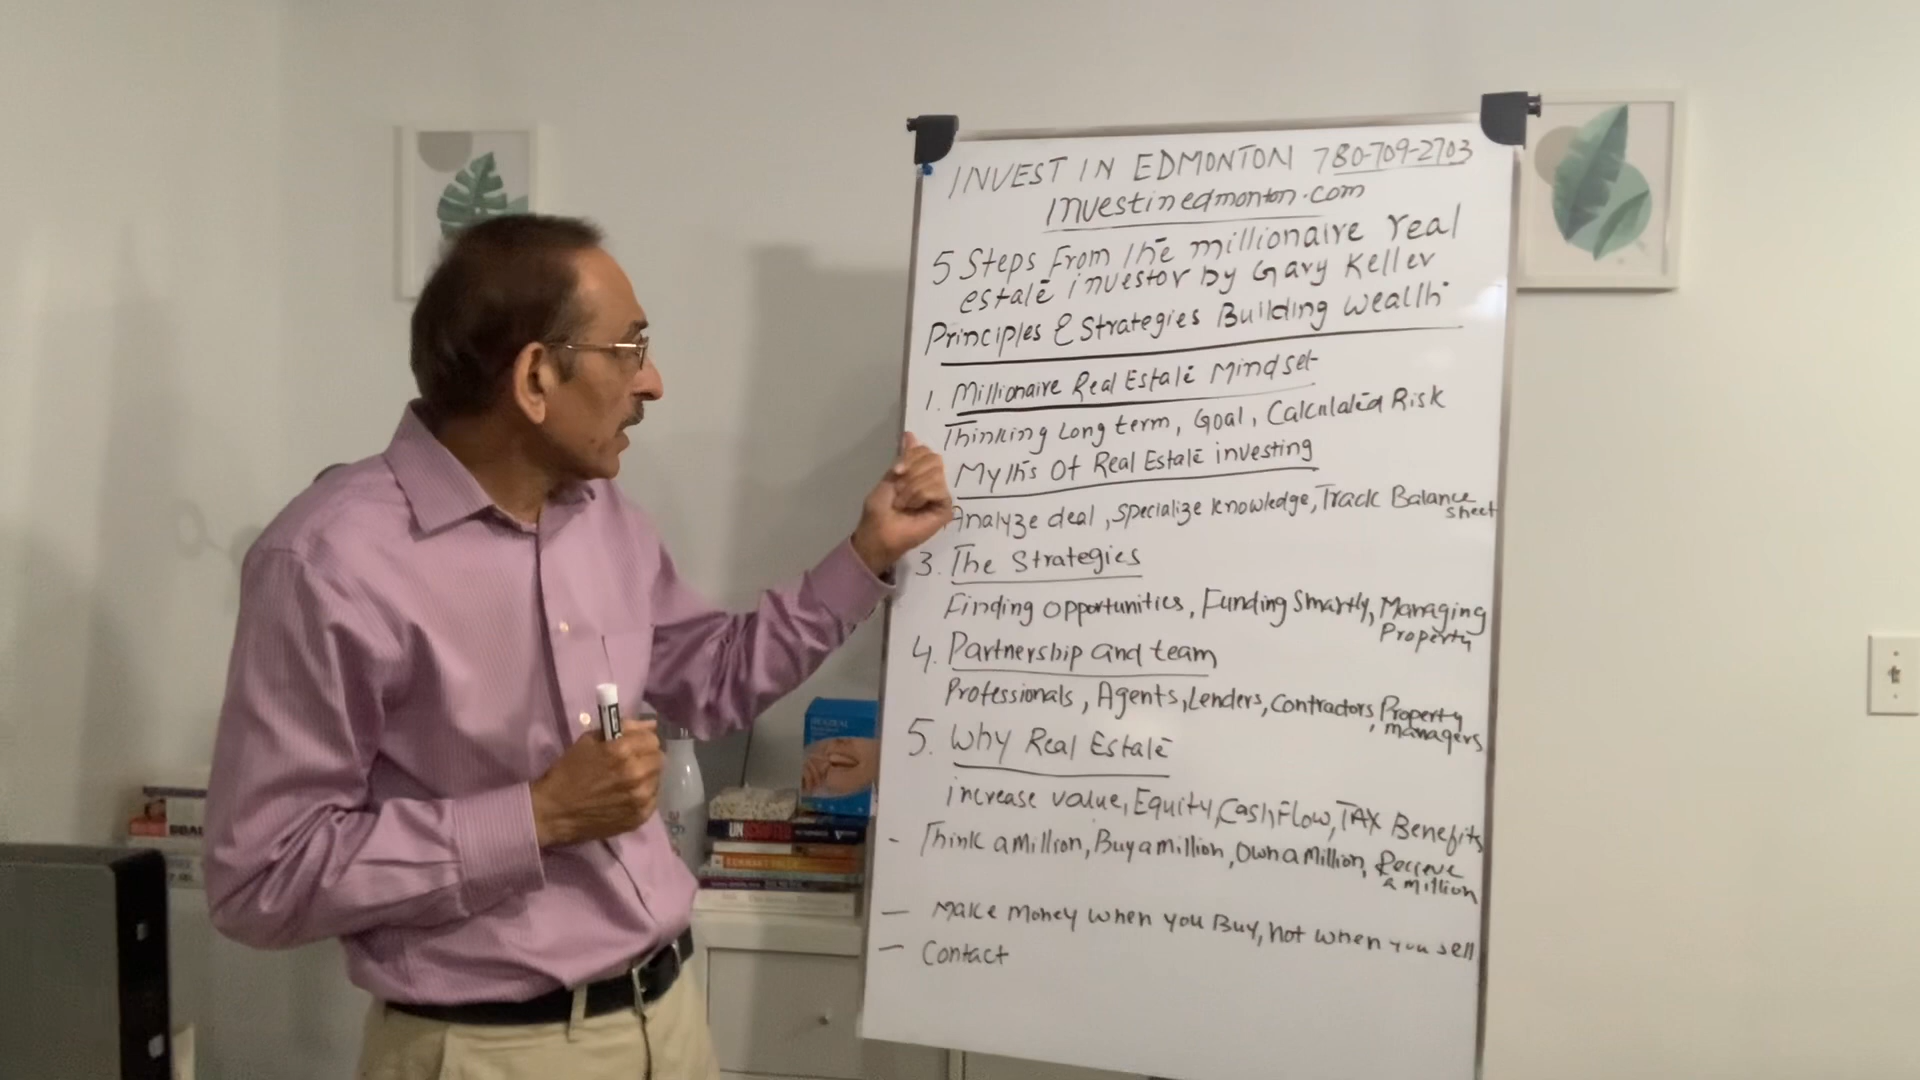 INVEST IN EDMONTON 780-709-2703
investinedmonton.com
5 Steps From The millionaire real
estate investor by Gary Keller
Principles & Strategies Building Wealth
1. Millionaire Real Estate Mindset
Thinking Long term, Goal, Calculated Risk
Myths Of Real Estate investing
Analyze deal, Specialize knowledge, Track Balance
sheet
3. The Strategies
Finding opportunities, Funding Smartly, Managing
Property
4. Partnership and team
Professionals, Agents, Lenders, Contractors, Property
managers
5. Why Real Estate
increase value, Equity, Cash Flow, TAX Benefits
- Think a million, Buy a million, Own a Million, Recieve
a million
- Make Money when you Buy, not when you sell
- Contact